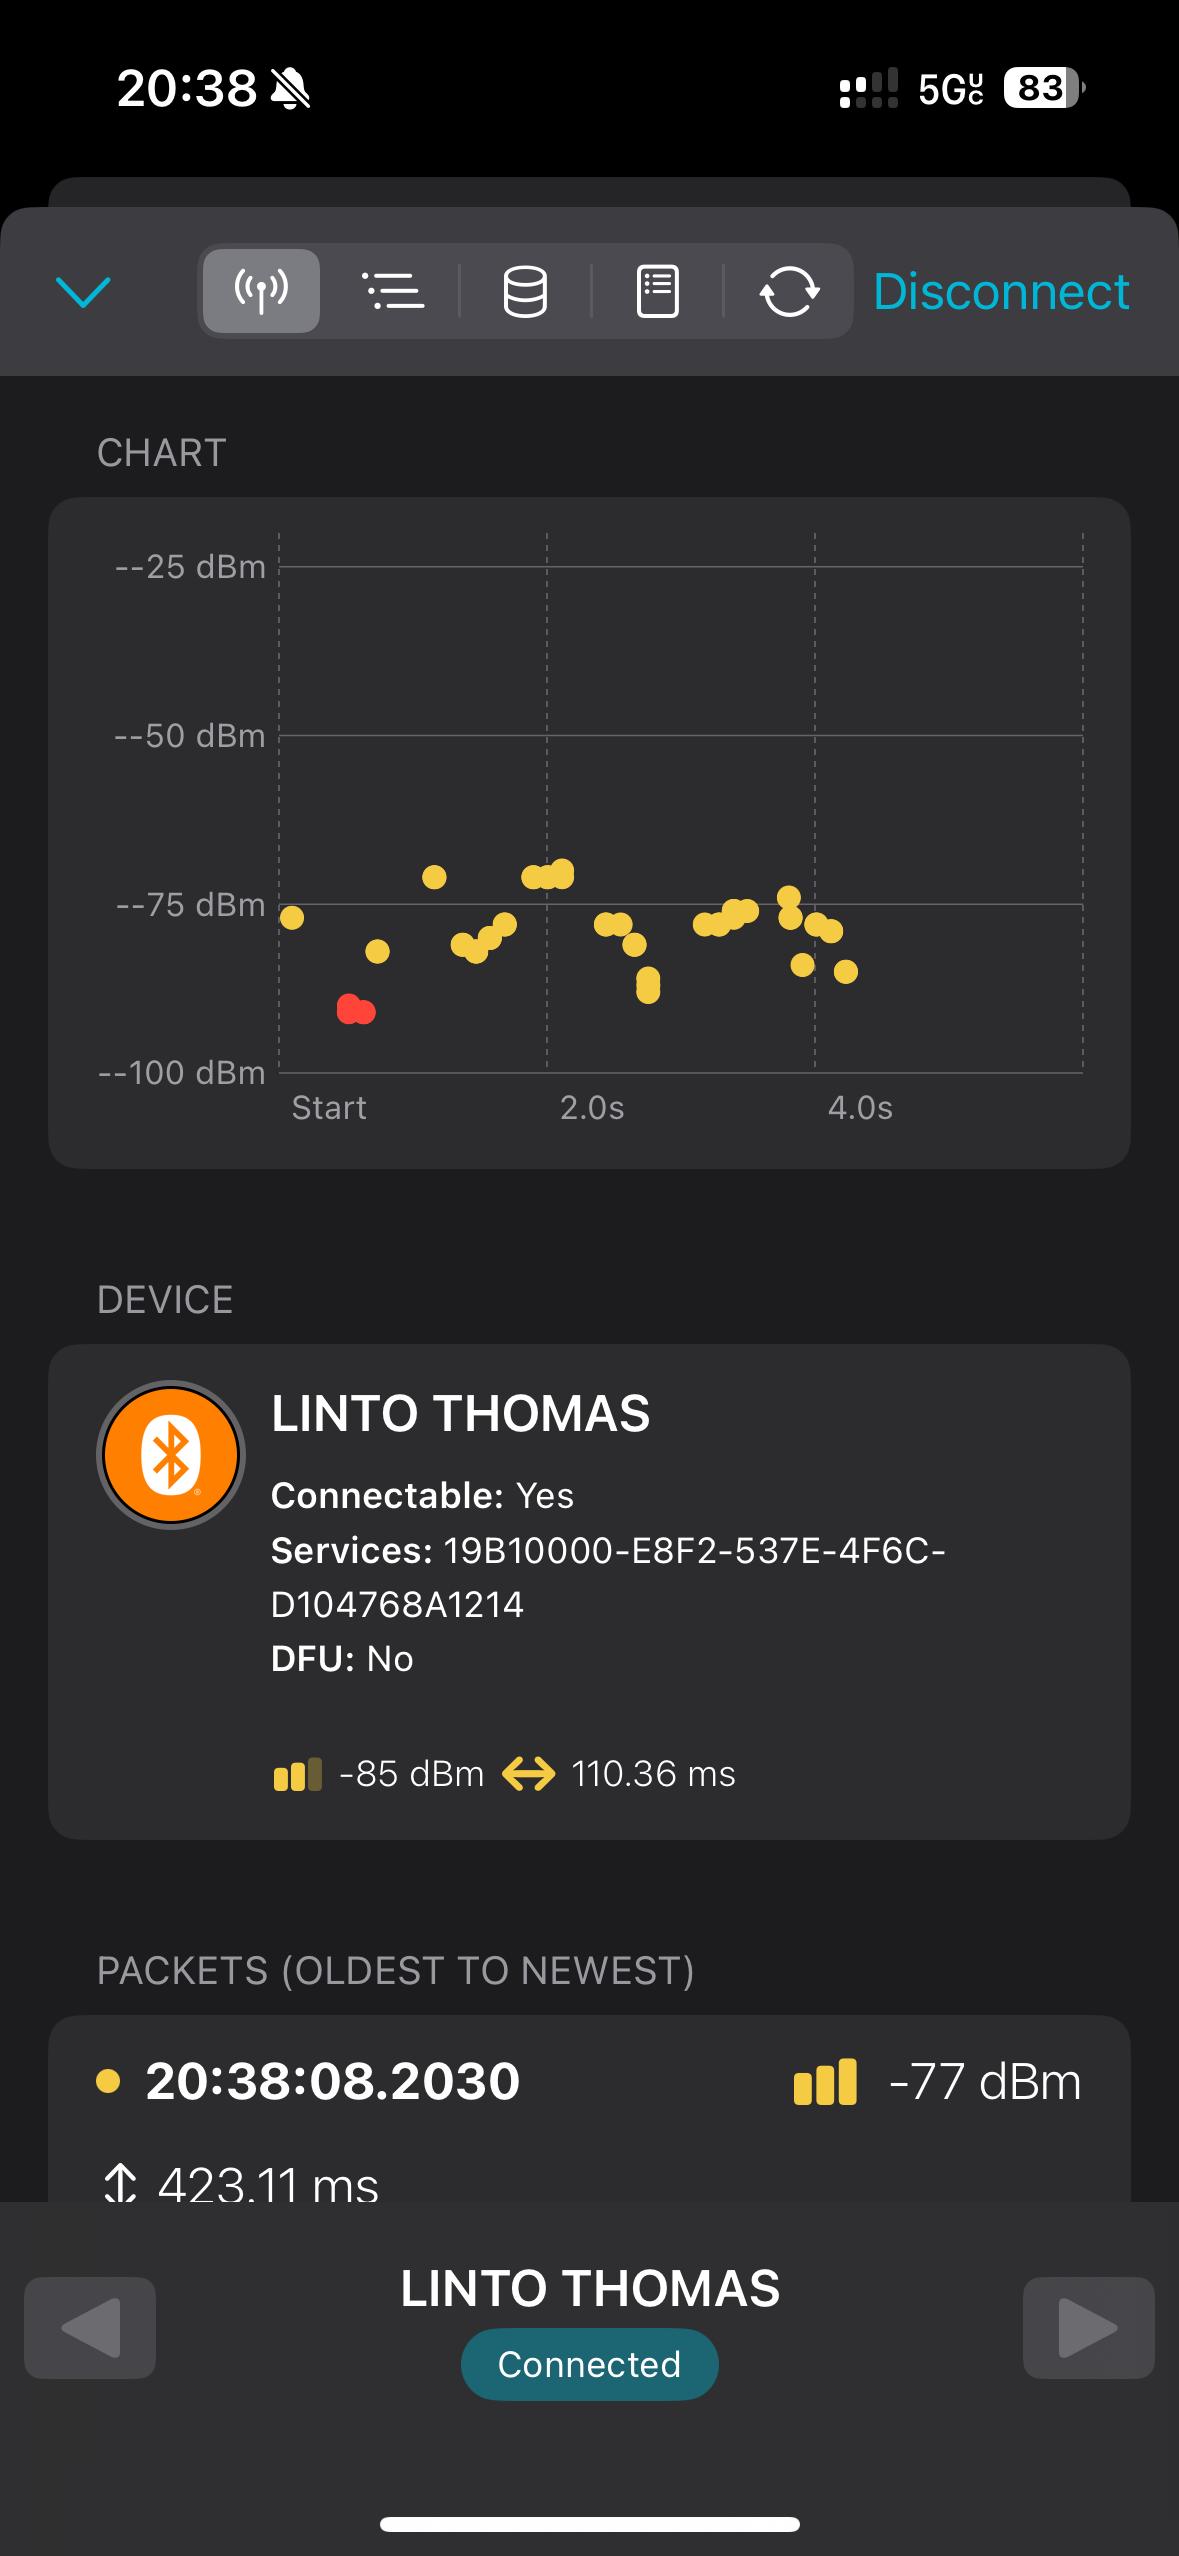 20:38
5G UC
83
Disconnect
CHART
--25 dBm
--50 dBm
--75 dBm
--100 dBm
Start 2.0s 4.0s
DEVICE
LINTO THOMAS
Connectable: Yes
Services: 19B10000-E8F2-537E-4F6C-
D104768A1214
DFU: No
-85 dBm 110.36 ms
PACKETS (OLDEST TO NEWEST)
20:38:08.2030 -77 dBm
423.11 ms
LINTO THOMAS
Connected